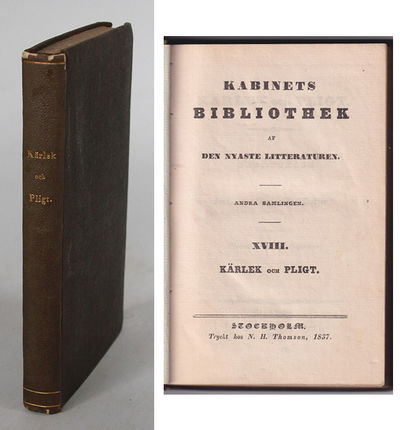 Kärlek
och
Pligt.
KABINETS
BIBLIOTHEK
AF
DEN NYASTE LITTERATUREN.
ANDRA SAMLINGEN.
XVIII.
KÄRLEK OCH PLIGT.
STOCKHOLM,
Tryckt hos N. H. Thomson, 1837.